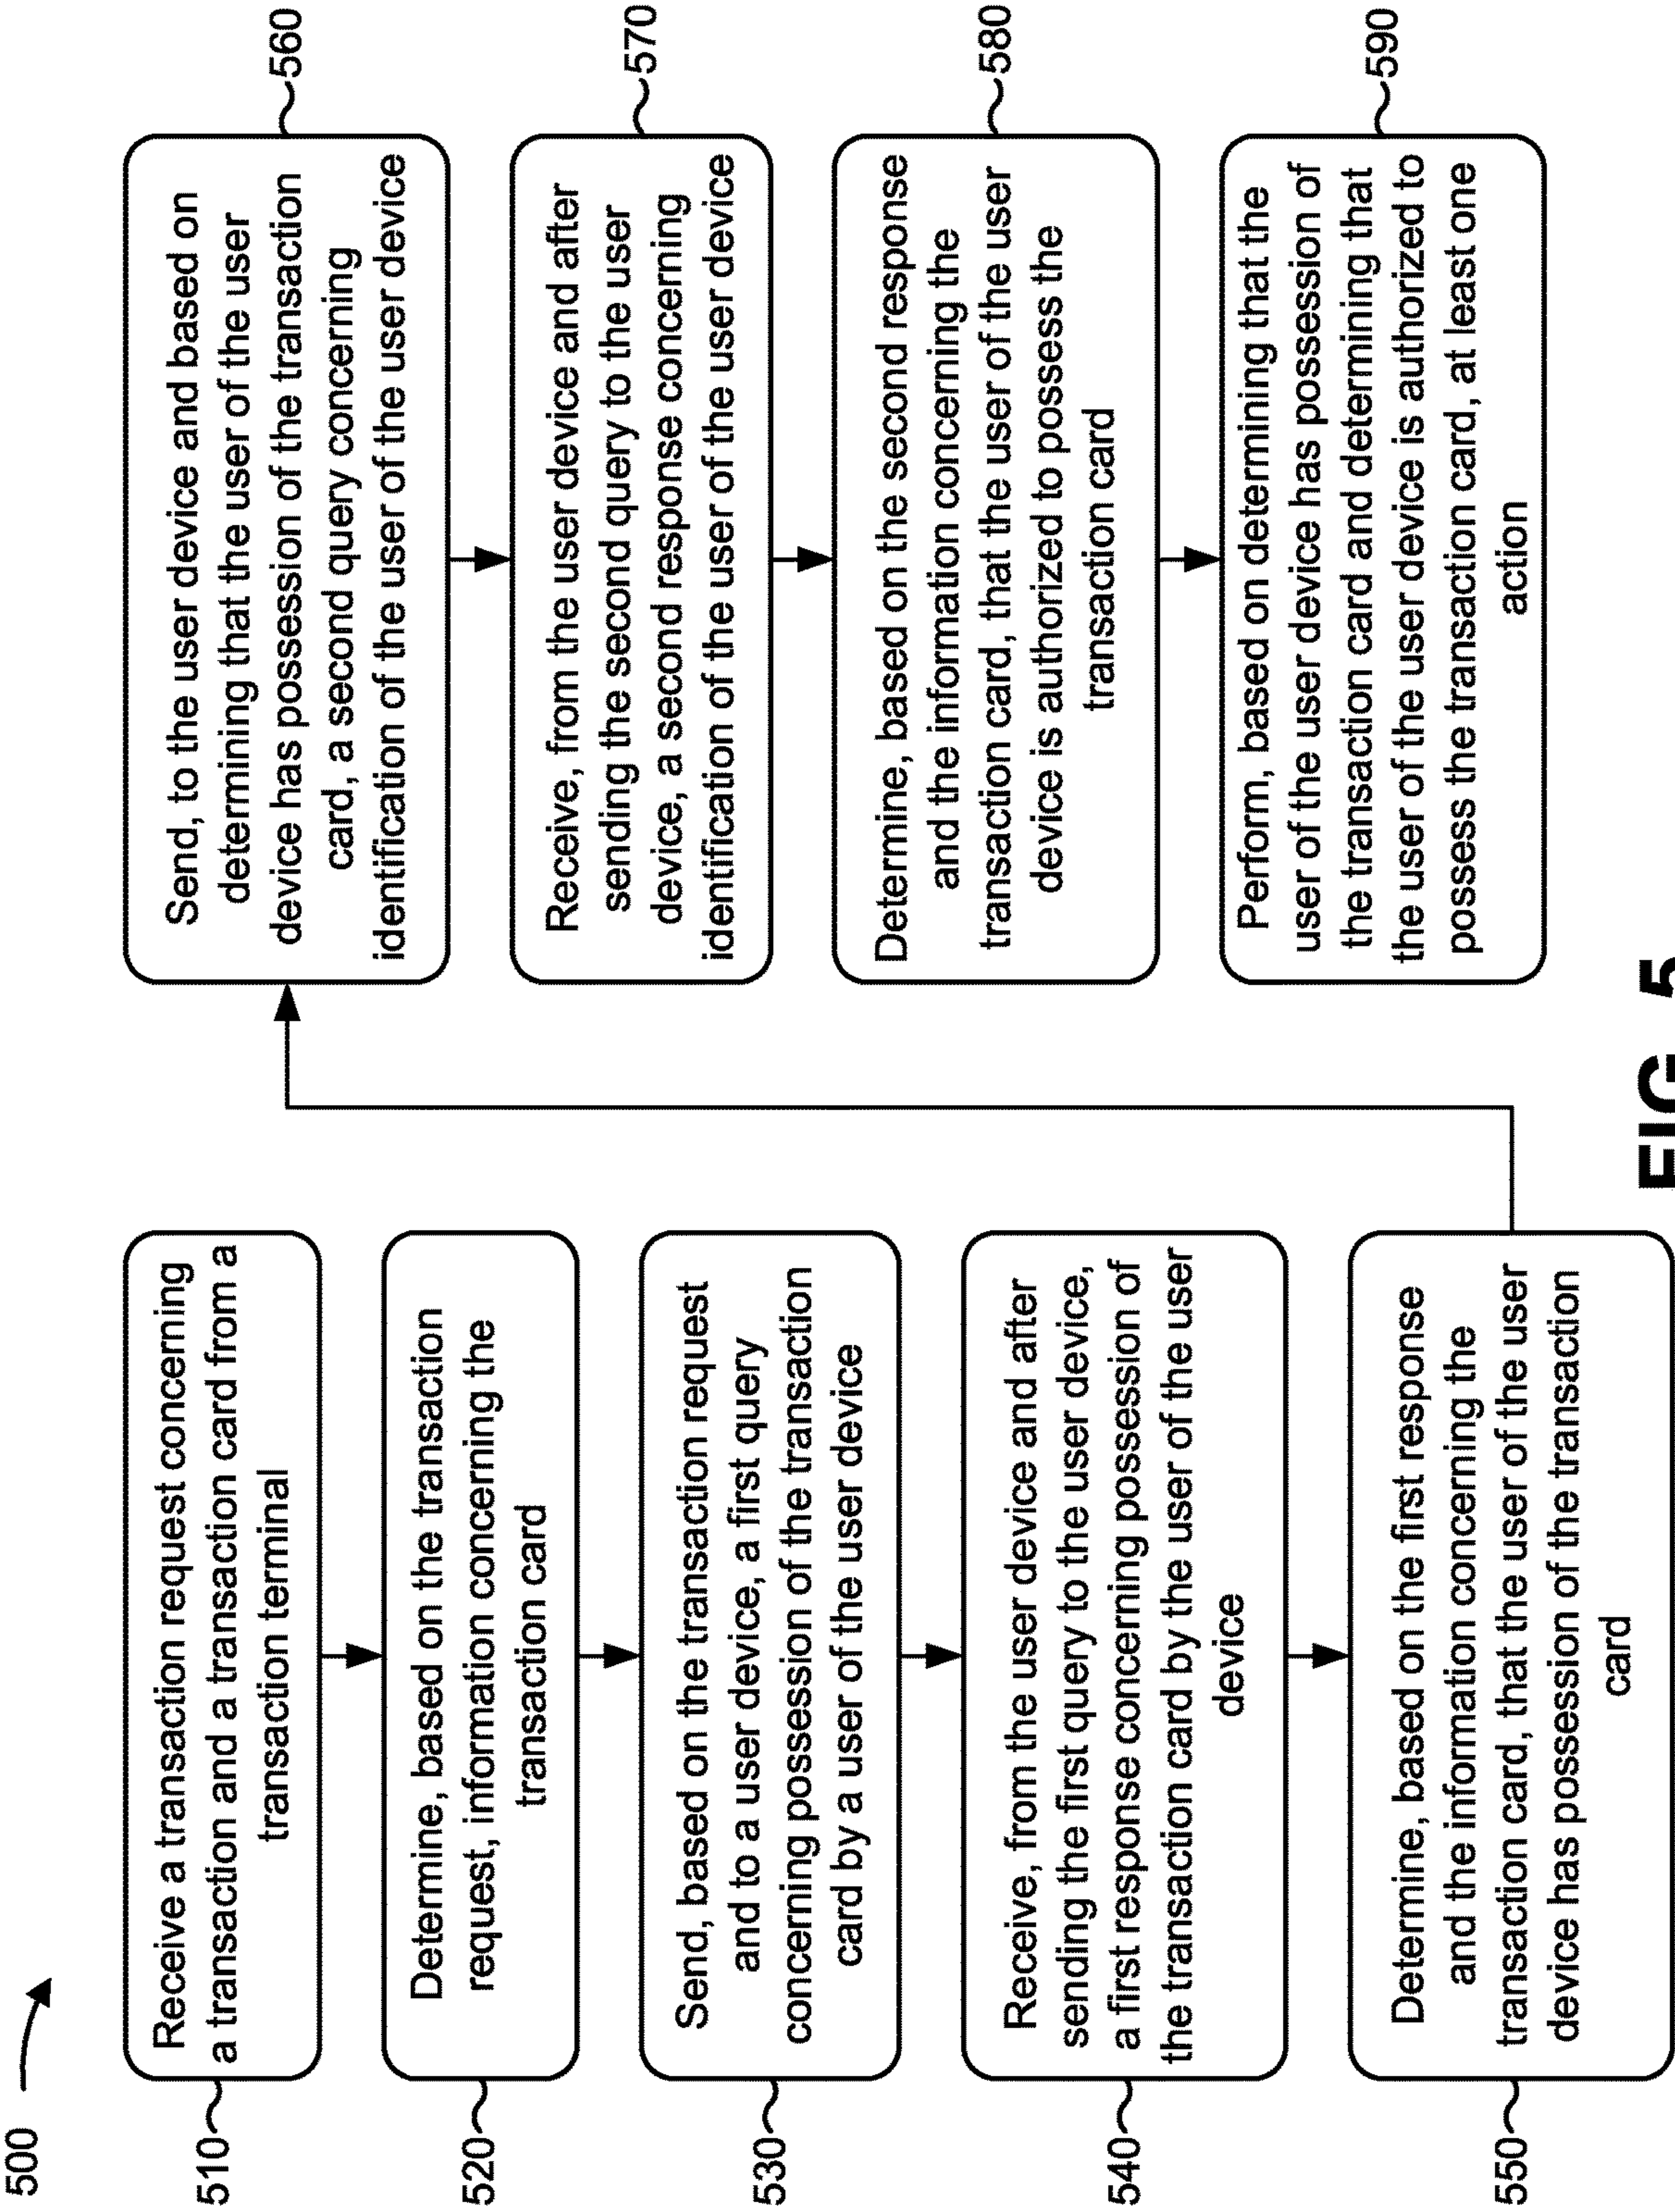 500
510
Receive a transaction request concerning
a transaction and a transaction card from a
transaction terminal
520
Determine, based on the transaction
request, information concerning the
transaction card
530
Send, based on the transaction request
and to a user device, a first query
concerning possession of the transaction
card by a user of the user device
540
Receive, from the user device and after
sending the first query to the user device,
a first response concerning possession of
the transaction card by the user of the user
device
550
Determine, based on the first response
and the information concerning the
transaction card, that the user of the user
device has possession of the transaction
card
560
Send, to the user device and based on
determining that the user of the user
device has possession of the transaction
card, a second query concerning
identification of the user of the user device
570
Receive, from the user device and after
sending the second query to the user
device, a second response concerning
identification of the user of the user device
580
Determine, based on the second response
and the information concerning the
transaction card, that the user of the user
device is authorized to possess the
transaction card
590
Perform, based on determining that the
user of the user device has possession of
the transaction card and determining that
the user of the user device is authorized to
possess the transaction card, at least one
action
FIG. 5